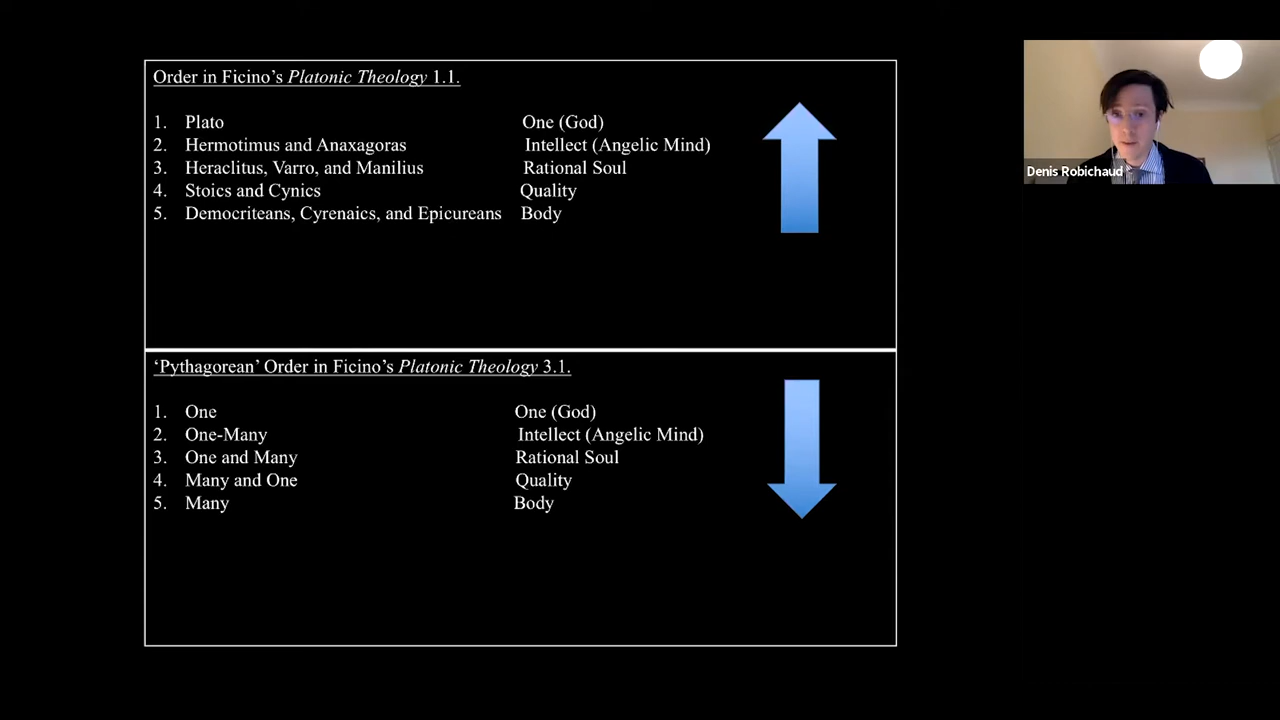 Order in Ficino's Platonic Theology 1.1.
1. Plato One (God)
2. Hermotimus and Anaxagoras Intellect (Angelic Mind)
3. Heraclitus, Varro, and Manilius Rational Soul
4. Stoics and Cynics Quality
5. Democriteans, Cyrenaics, and Epicureans Body
'Pythagorean' Order in Ficino's Platonic Theology 3.1.
1. One One (God)
2. One-Many Intellect (Angelic Mind)
3. One and Many Rational Soul
4. Many and One Quality
5. Many Body
Denis Robichaud